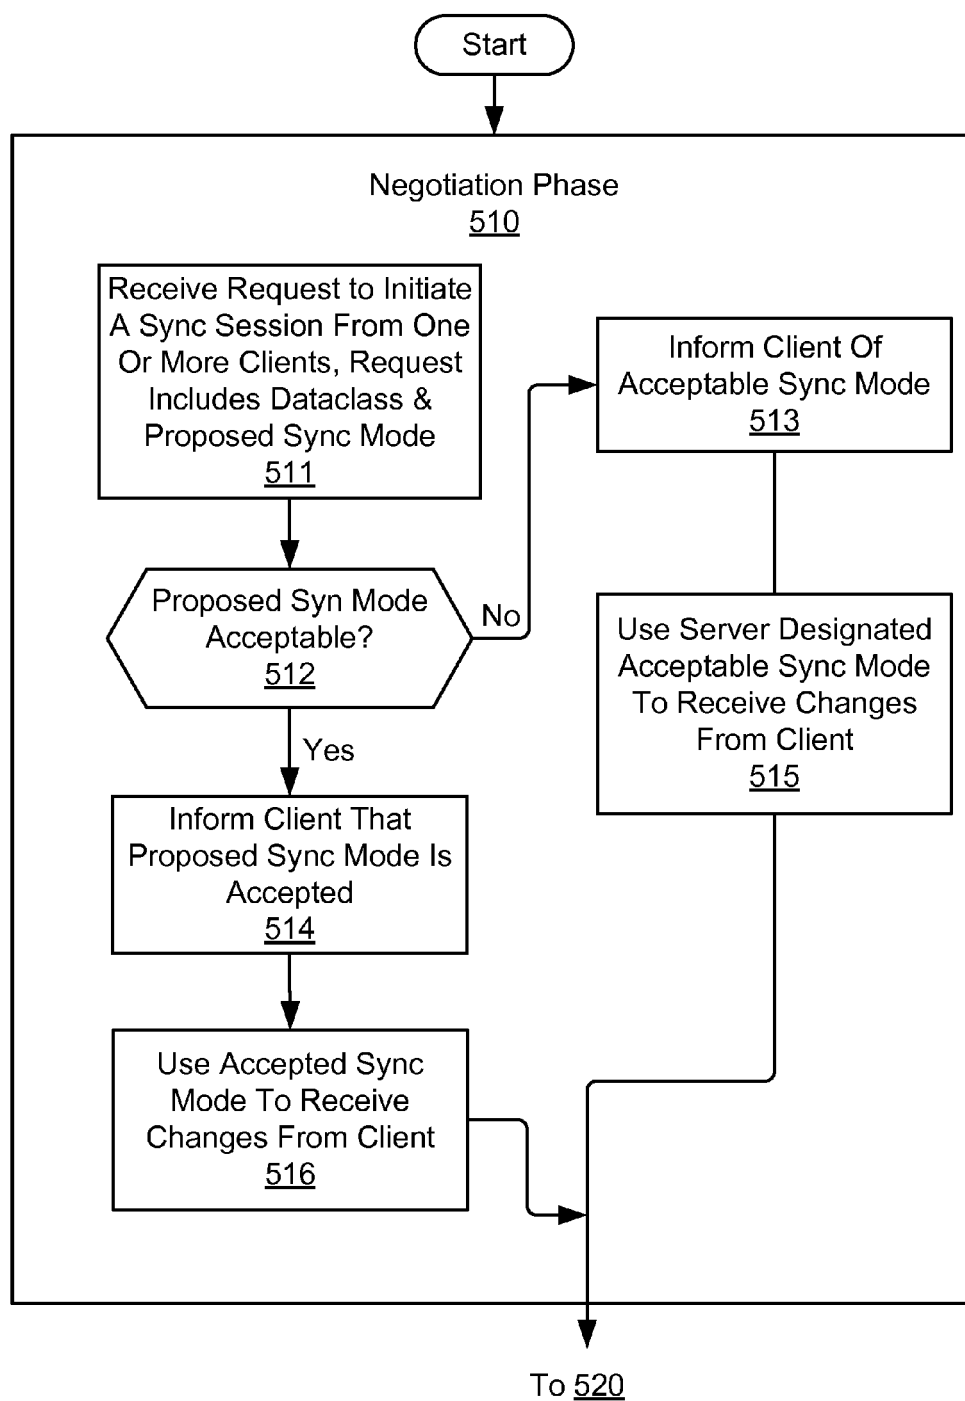 Start
Negotiation Phase
510
Receive Request to Initiate
A Sync Session From One
Or More Clients, Request
Includes Dataclass &
Proposed Sync Mode
511
Proposed Syn Mode
Acceptable?
512
No
Inform Client Of
Acceptable Sync Mode
513
Use Server Designated
Acceptable Sync Mode
To Receive Changes
From Client
515
Yes
Inform Client That
Proposed Sync Mode Is
Accepted
514
Use Accepted Sync
Mode To Receive
Changes From Client
516
To 520